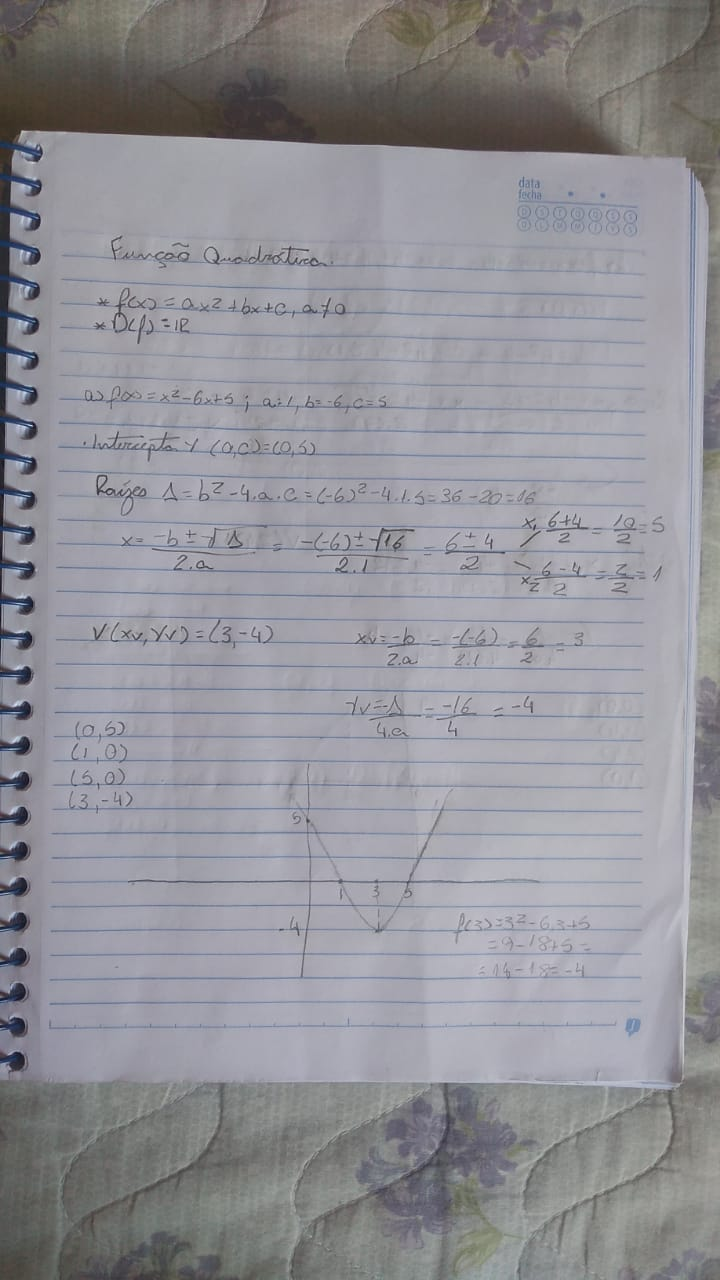 data
fecha
D S T Q Q S S
D L M M J V S
Função Quadrática.
* f(x) = ax² + bx + c, a ≠ 0
* D(f) = IR
a) f(x) = x² - 6x + 5 ; a = 1, b = -6, c = 5
. Intercepta Y (0, c) = (0, 5)
Raízes Δ = b² - 4.a.c = (-6)² - 4.1.5 = 36 - 20 = 16
x = -b ± √Δ / 2.a = -(-6) ± √16 / 2.1 = 6 ± 4 / 2
x₁ 6+4 / 2 = 10 / 2 = 5
x₂ 6-4 / 2 = 2 / 2 = 1
V(xv, Yv) = (3, -4)
xv = -b / 2.a = -(-6) / 2.1 = 6 / 2 = 3
Yv = -Δ / 4.a = -16 / 4 = -4
(0, 5)
(1, 0)
(5, 0)
(3, -4)
5
1 3 5
-4
f(3) = 3² - 6.3 + 5
= 9 - 18 + 5 =
= 14 - 18 = -4